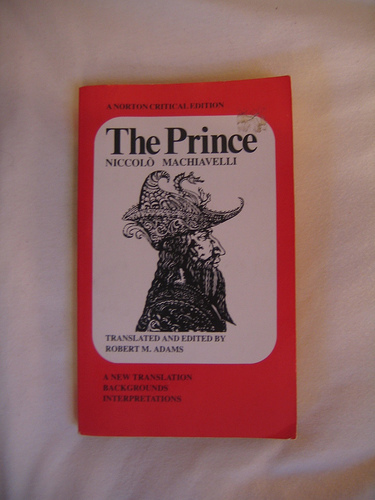 A NORTON CRITICAL EDITION
The Prince
NICCOLÒ MACHIAVELLI
TRANSLATED AND EDITED BY
ROBERT M. ADAMS
A NEW TRANSLATION
BACKGROUNDS
INTERPRETATIONS